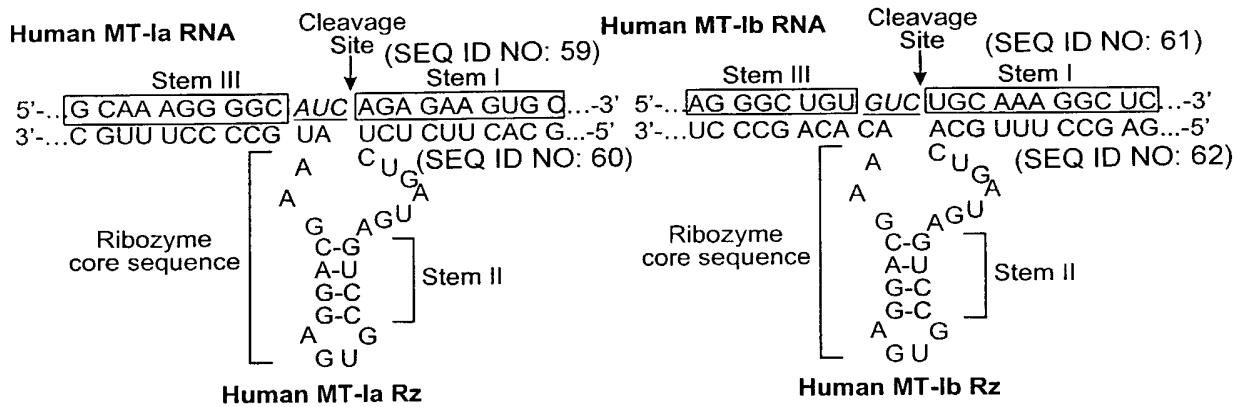 Human MT-Ia RNA
Cleavage
Site
(SEQ ID NO: 59)
Stem III
Stem I
5'-...G CAA AGG GGC AUC AGA GAA GUG C...-3'
3'-...C GUU UCC CCG UA UCU CUU CAC G...-5'
(SEQ ID NO: 60)
A
A
G
C U G A U G A
C-G
A-U
G-C
G-C
A G
G U
Ribozyme
core sequence
Stem II
Human MT-Ia Rz
Human MT-Ib RNA
Cleavage
Site
(SEQ ID NO: 61)
Stem III
Stem I
5'-...AG GGC UGU GUC UGC AAA GGC UC...-3'
3'-...UC CCG ACA CA ACG UUU CCG AG...-5'
(SEQ ID NO: 62)
A
A
G
C U G A U G A
C-G
A-U
G-C
G-C
A G
G U
Ribozyme
core sequence
Stem II
Human MT-Ib Rz